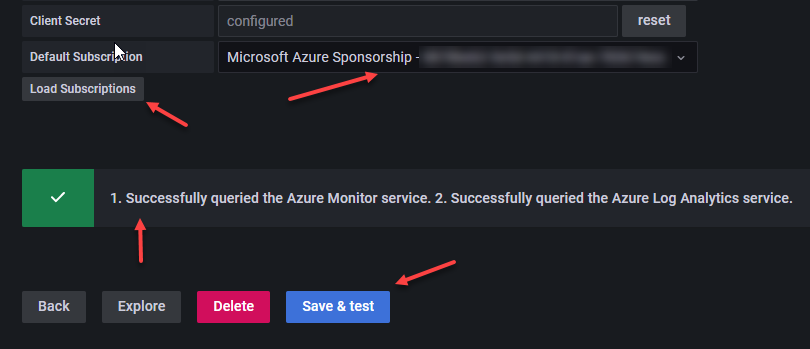 Client Secret
configured
reset
Default Subscription
Microsoft Azure Sponsorship -
Load Subscriptions
1. Successfully queried the Azure Monitor service. 2. Successfully queried the Azure Log Analytics service.
Back
Explore
Delete
Save & test